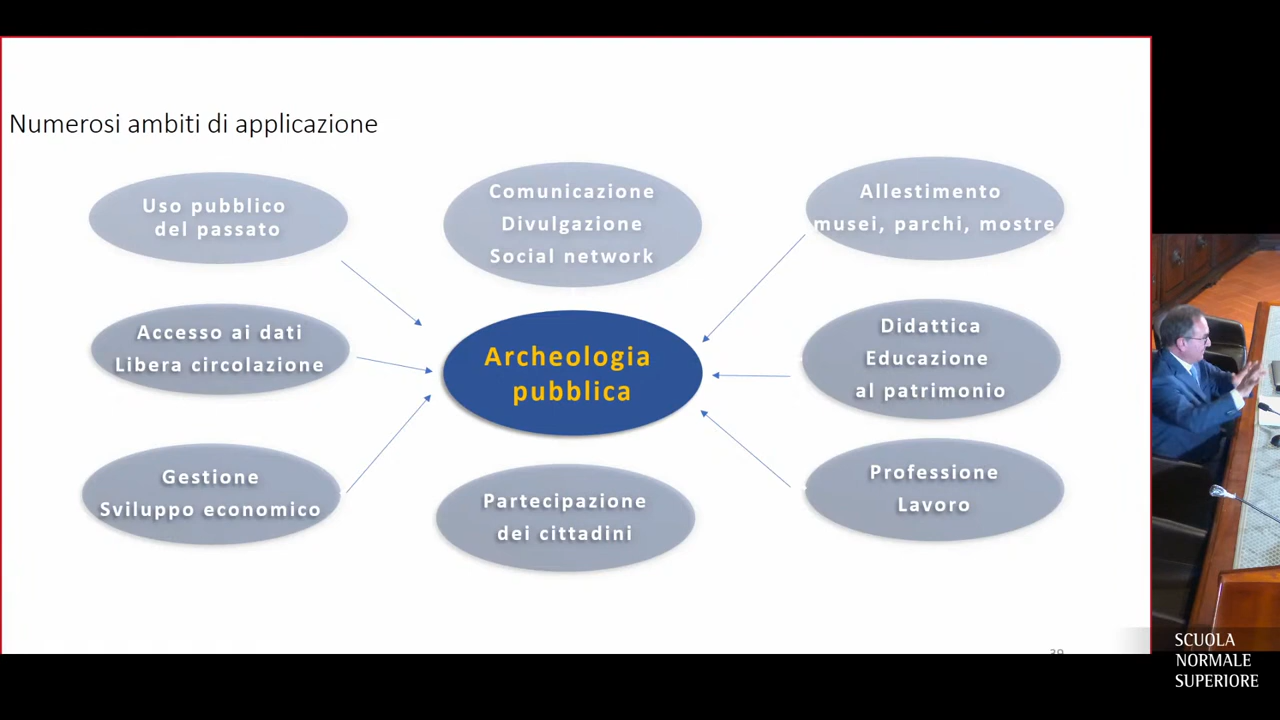 Numerosi ambiti di applicazione
Uso pubblico
del passato
Comunicazione
Divulgazione
Social network
Allestimento
musei, parchi, mostre
Accesso ai dati
Libera circolazione
Archeologia
pubblica
Didattica
Educazione
al patrimonio
Gestione
Sviluppo economico
Partecipazione
dei cittadini
Professione
Lavoro
SCUOLA
NORMALE
SUPERIORE